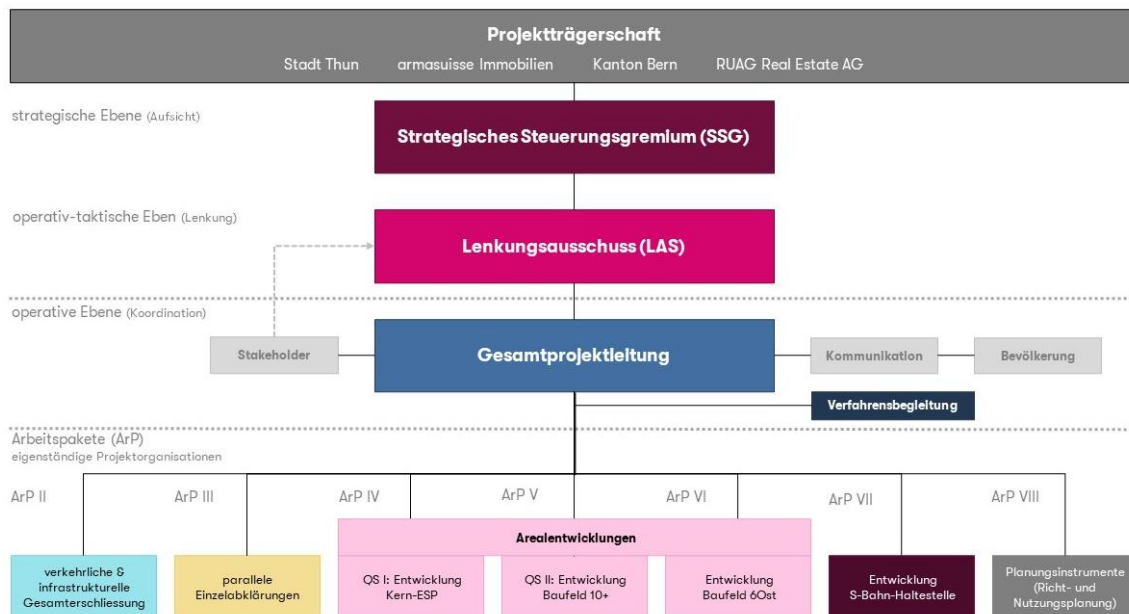 Projektträgerschaft
Stadt Thun armasuisse Immobilien Kanton Bern RUAG Real Estate AG
strategische Ebene (Aufsicht)
Strategisches Steuerungsgremium (SSG)
operativ-taktische Eben (Lenkung)
Lenkungsausschuss (LAS)
operative Ebene (Koordination)
Stakeholder
Gesamtprojektleitung
Kommunikation
Bevölkerung
Verfahrensbegleitung
Arbeitspakete (ArP)
eigenständige Projektorganisationen
ArP II
ArP III
ArP IV
ArP V
ArP VI
ArP VII
ArP VIII
Arealentwicklungen
verkehrliche &
infrastrukturelle
Gesamterschliessung
parallele
Einzelabklärungen
QS I: Entwicklung
Kern-ESP
QS II: Entwicklung
Baufeld 10+
Entwicklung
Baufeld 6Ost
Entwicklung
S-Bahn-Haltestelle
Planungsinstrumente
(Richt- und
Nutzungsplanung)